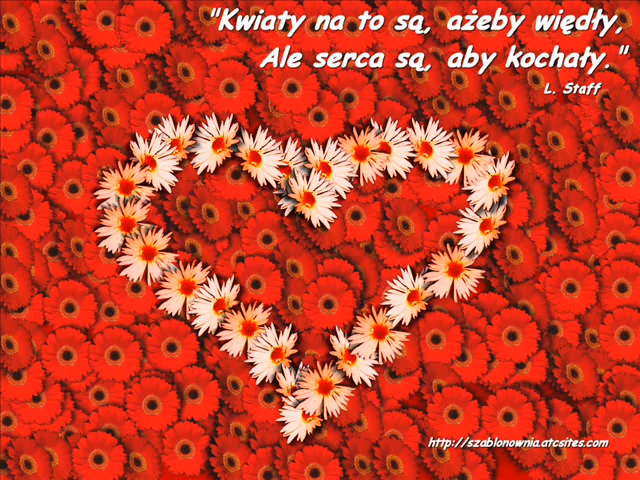 "Kwiaty na to są, ażeby więdły,
Ale serca są, aby kochały."
L. Staff
http://szablonownia.atcsites.com